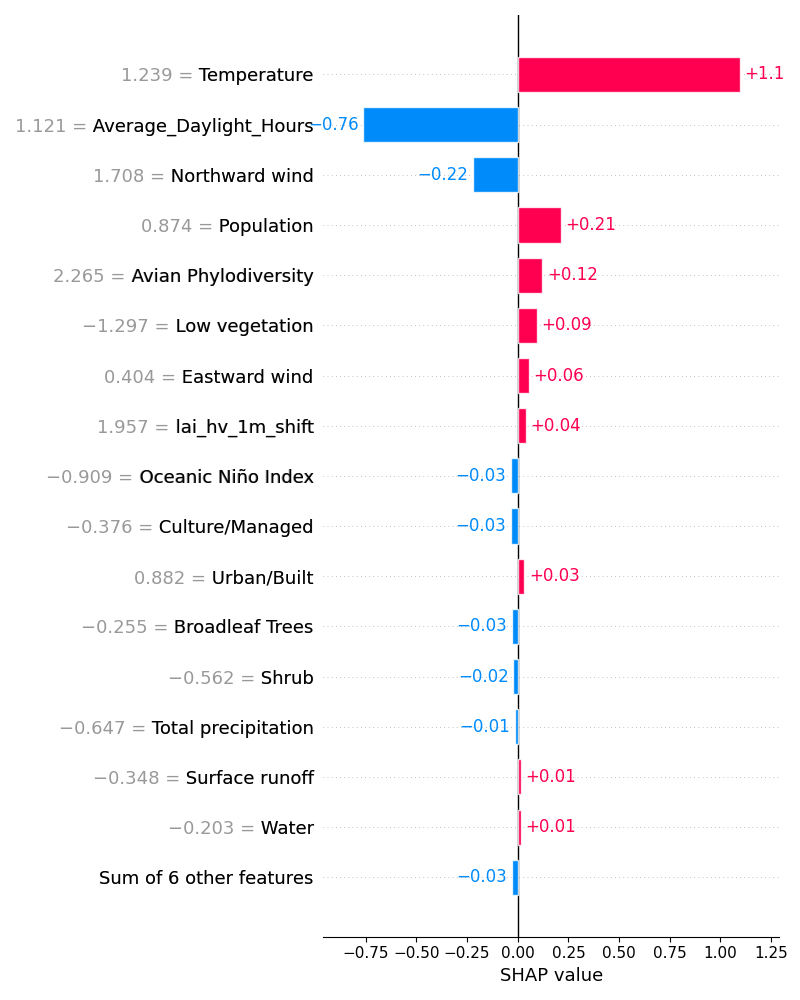 1.239 = Temperature +1.1
1.121 = Average_Daylight_Hours −0.76
1.708 = Northward wind −0.22
0.874 = Population +0.21
2.265 = Avian Phylodiversity +0.12
−1.297 = Low vegetation +0.09
0.404 = Eastward wind +0.06
1.957 = lai_hv_1m_shift +0.04
−0.909 = Oceanic Niño Index −0.03
−0.376 = Culture/Managed −0.03
0.882 = Urban/Built +0.03
−0.255 = Broadleaf Trees −0.03
−0.562 = Shrub −0.02
−0.647 = Total precipitation −0.01
−0.348 = Surface runoff +0.01
−0.203 = Water +0.01
Sum of 6 other features −0.03
−0.75 −0.50 −0.25 0.00 0.25 0.50 0.75 1.00 1.25
SHAP value